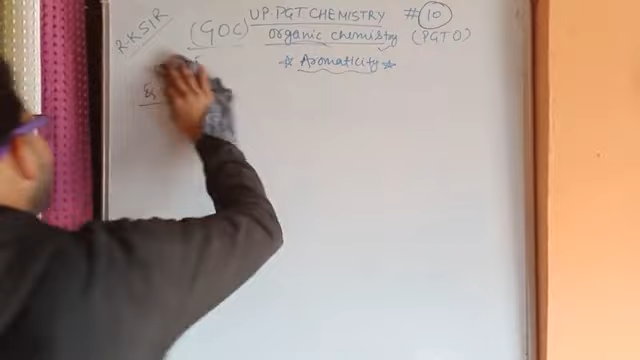 R.K SIR
(GOC)
UP. PGT CHEMISTRY #10
organic chemistry (PGT 0)
☆ Aromaticity ☆